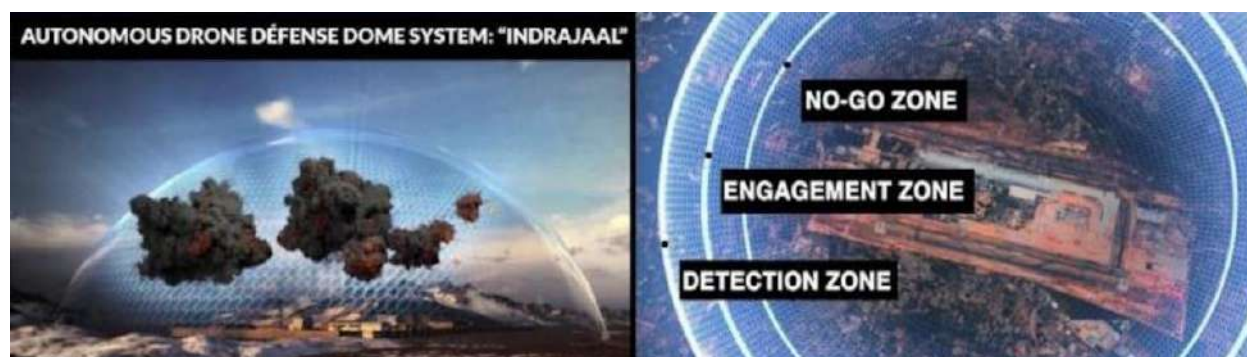 AUTONOMOUS DRONE DÉFENSE DOME SYSTEM: “INDRAJAAL”
NO-GO ZONE
ENGAGEMENT ZONE
DETECTION ZONE